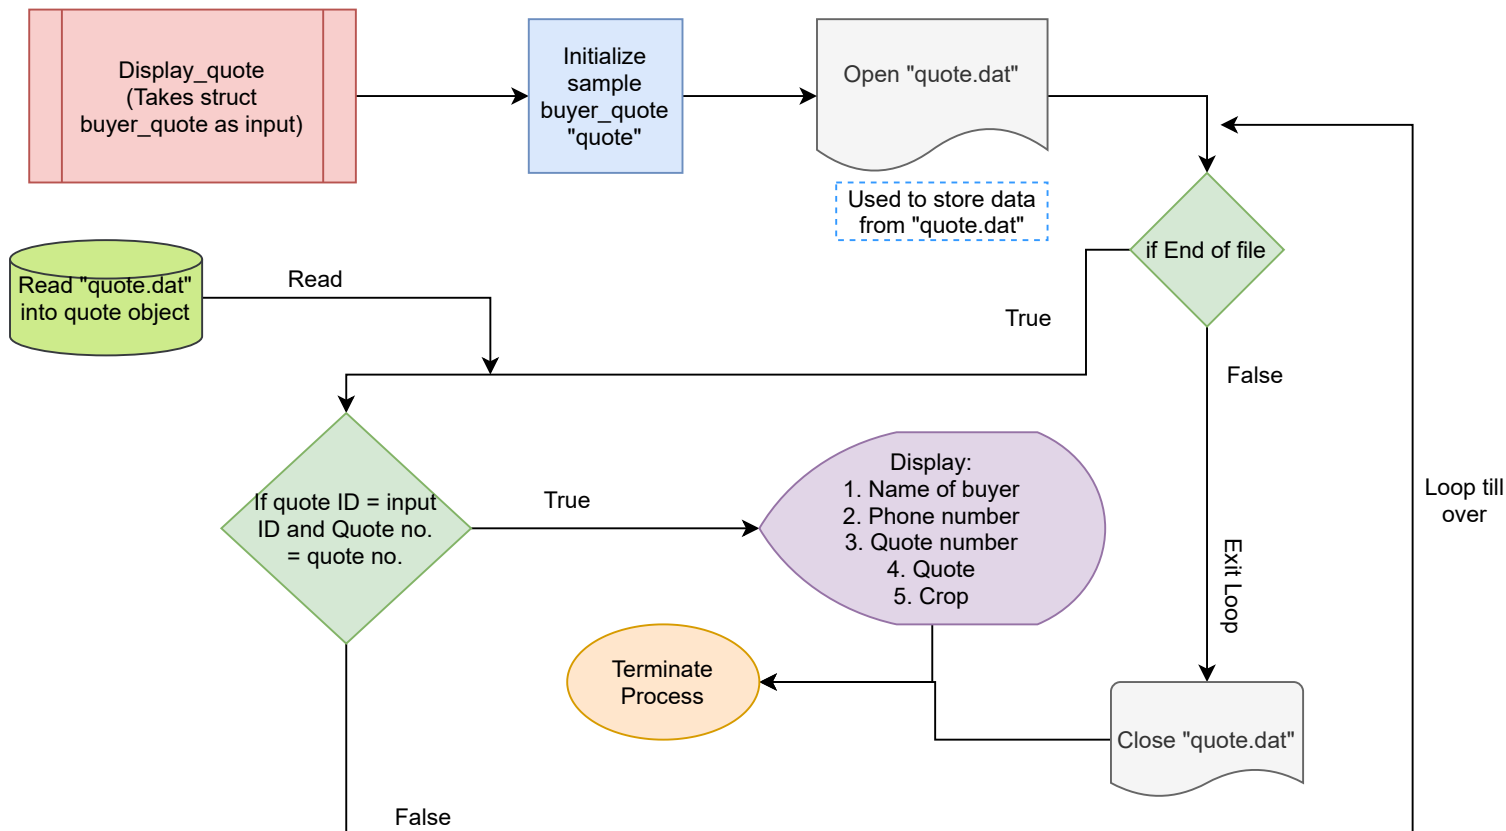 Display_quote
(Takes struct
buyer_quote as input)
Initialize
sample
buyer_quote
"quote"
Open "quote.dat"
Used to store data
from "quote.dat"
if End of file
Read "quote.dat"
into quote object
Read
True
False
If quote ID = input
ID and Quote no.
= quote no.
True
Display:
1. Name of buyer
2. Phone number
3. Quote number
4. Quote
5. Crop
Exit Loop
Loop till
over
Terminate
Process
Close "quote.dat"
False